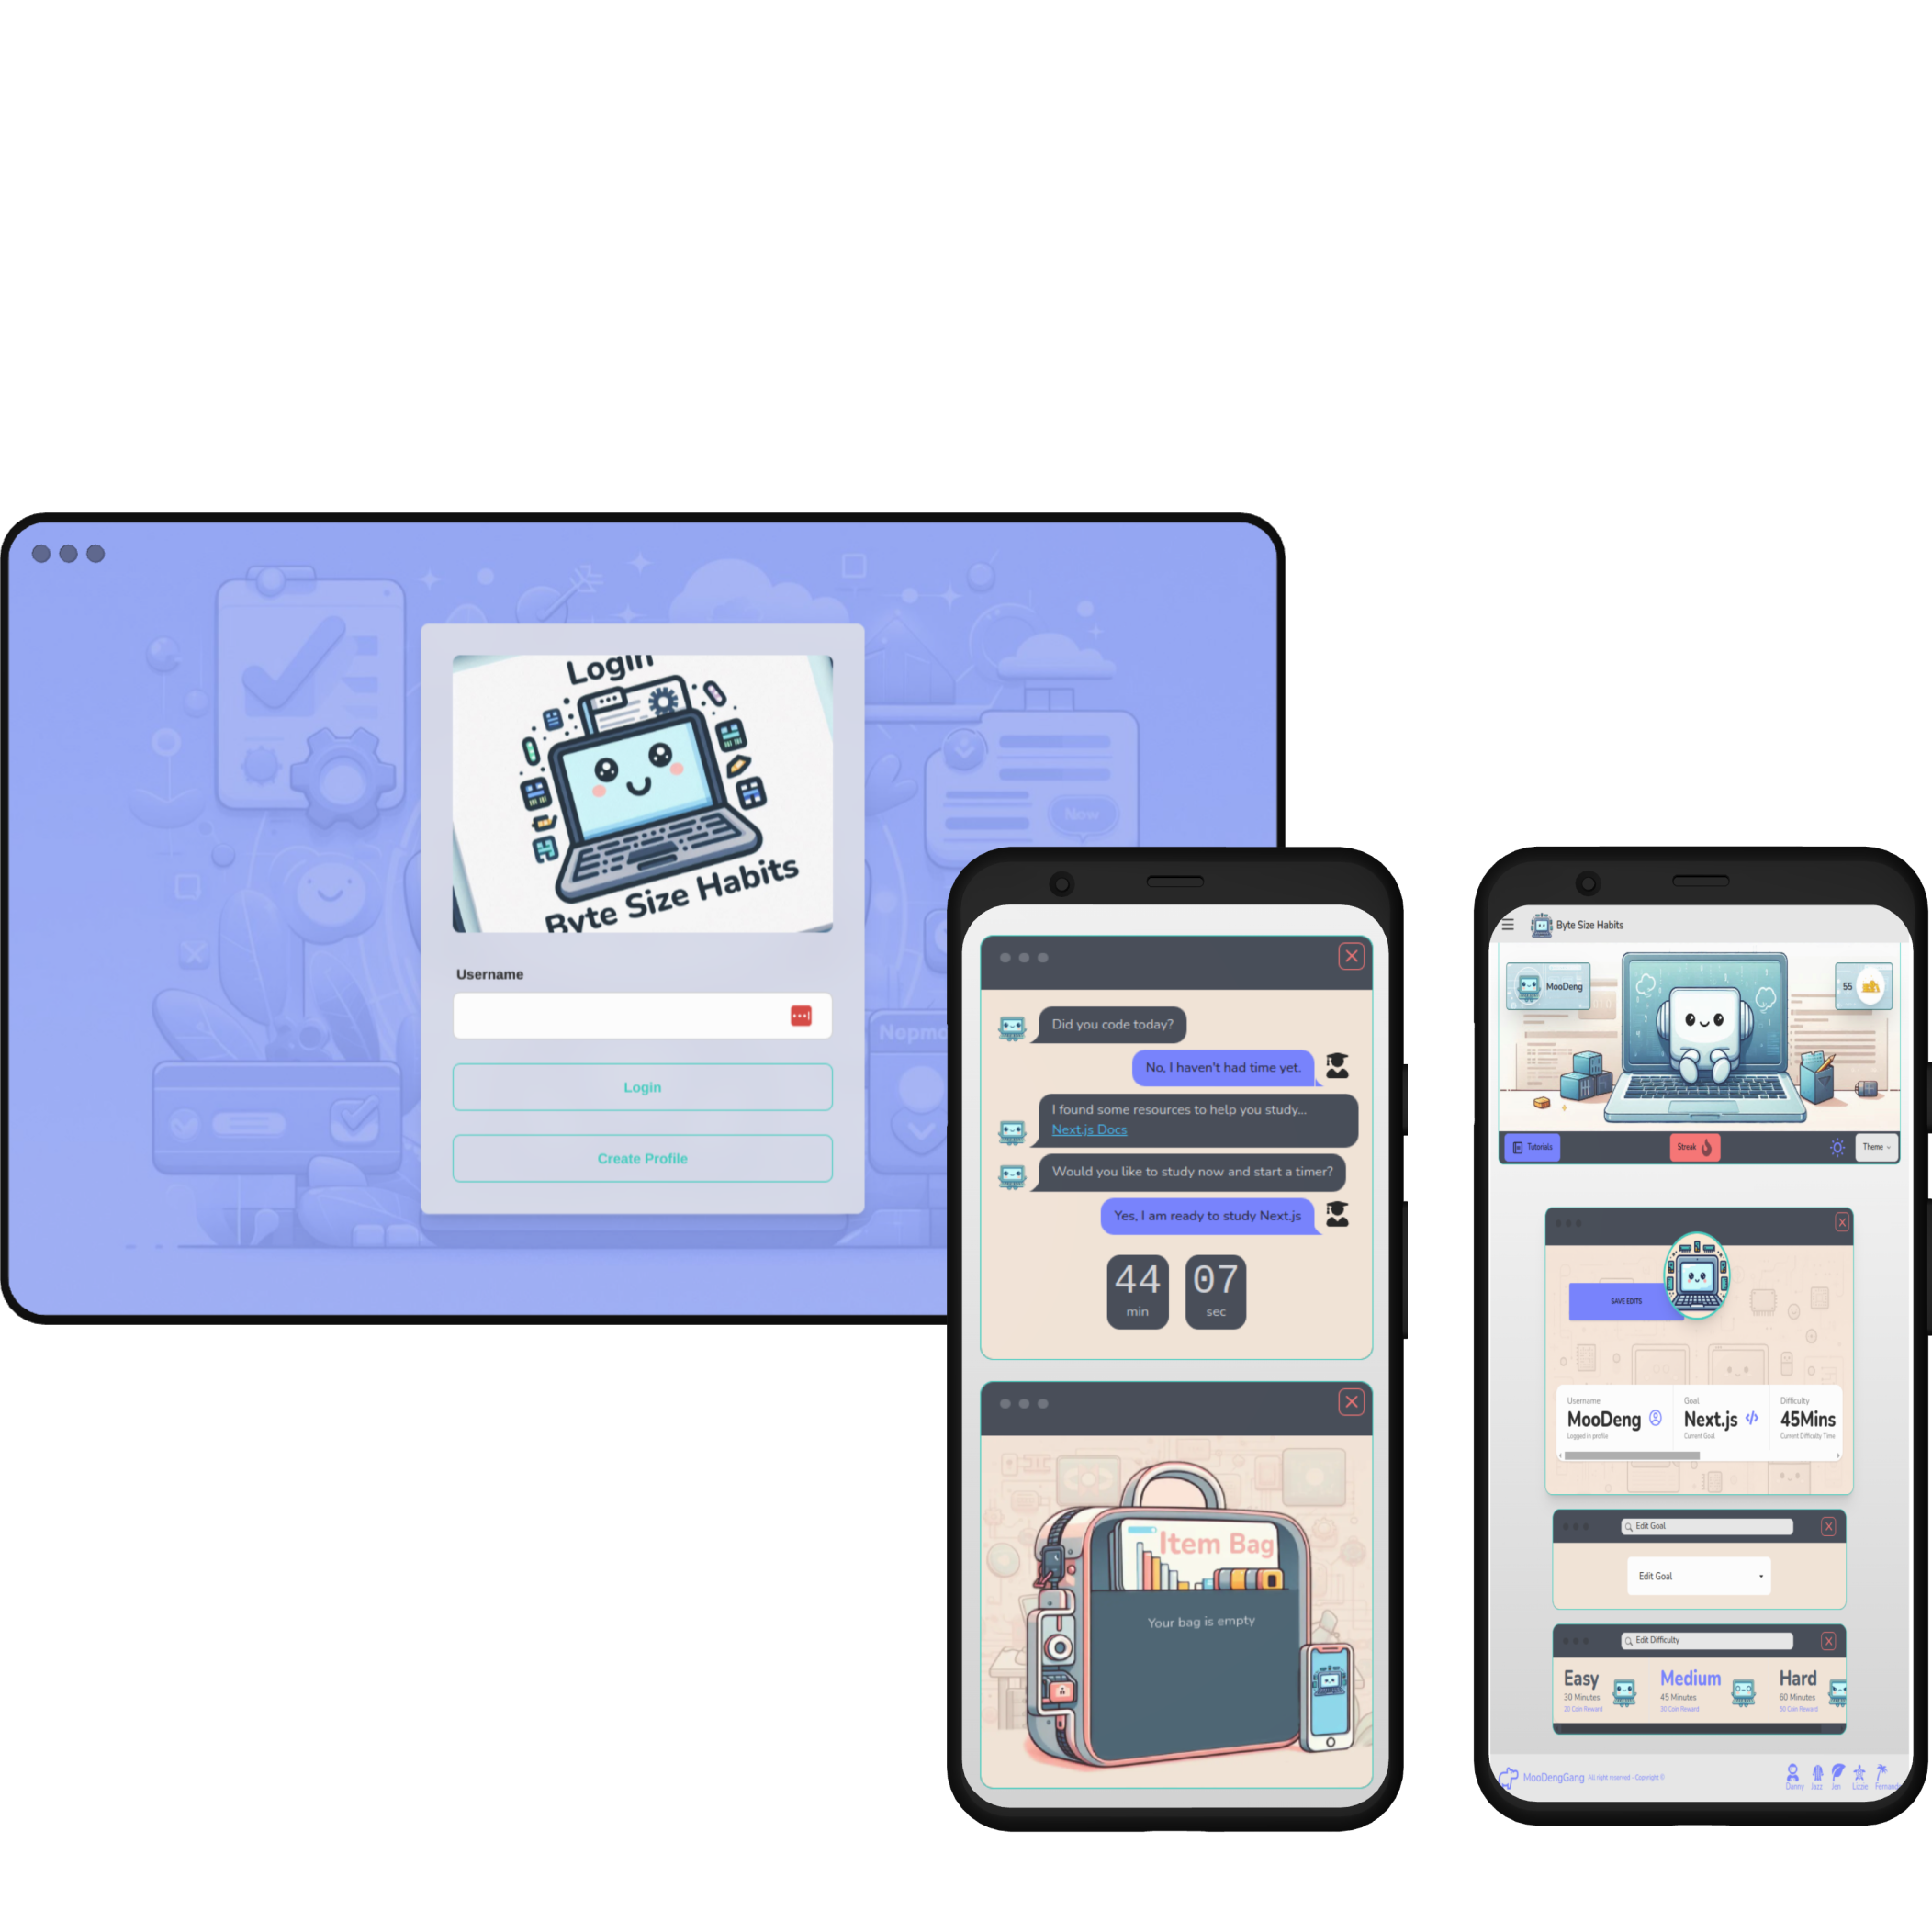 Login
Byte Size Habits
Username
Login
Create Profile
Now
Did you code today?
No, I haven't had time yet.
I found some resources to help you study...
Next.js Docs
Would you like to study now and start a timer?
Yes, I am ready to study Next.js
44 07
min sec
Item Bag
Your bag is empty
Byte Size Habits
MooDeng
55
Tutorials
Streak
Theme
SAVE EDITS
Username Goal Difficulty
MooDeng Next.js 45Mins
Logged in profile Current Goal Current Difficulty Time
Edit Goal
Edit Goal
Edit Difficulty
Easy Medium Hard
30 Minutes 45 Minutes 60 Minutes
20 Coin Reward 30 Coin Reward 50 Coin Reward
MooDengGang All right reserved - Copyright ©
Danny Jazz Jen Lizzie